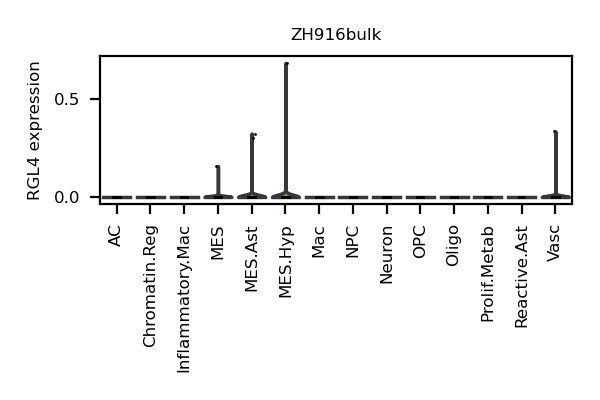 ZH916bulk
RGL4 expression
0.5
0.0
AC
Chromatin.Reg
Inflammatory.Mac
MES
MES.Ast
MES.Hyp
Mac
NPC
Neuron
OPC
Oligo
Prolif.Metab
Reactive.Ast
Vasc